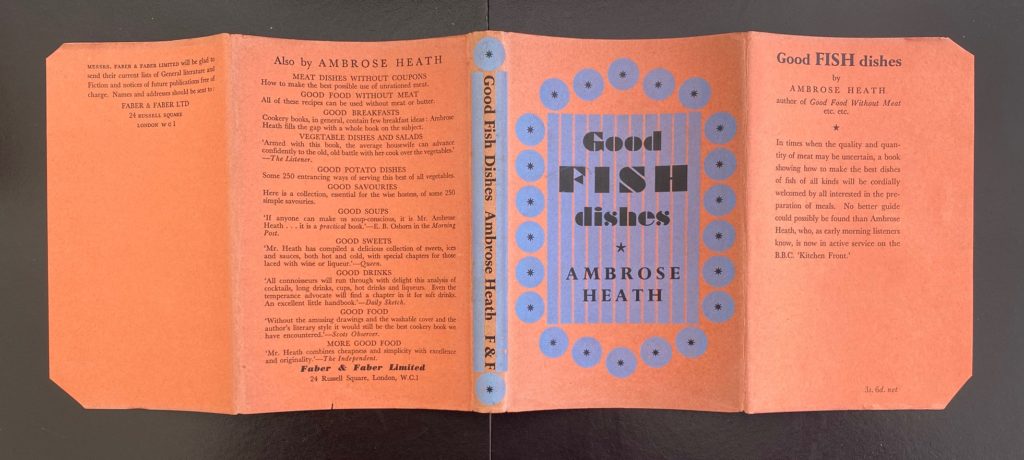 MESSRS. FABER & FABER LIMITED will be glad to
send their current lists of General literature and
Fiction and notices of future publications free of
charge. Names and addresses should be sent to:
FABER & FABER LTD
24 RUSSELL SQUARE
LONDON W C 1
Also by AMBROSE HEATH
MEAT DISHES WITHOUT COUPONS
How to make the best possible use of unrationed meat.
GOOD FOOD WITHOUT MEAT
All of these recipes can be used without meat or butter.
GOOD BREAKFASTS
Cookery books, in general, contain few breakfast ideas: Ambrose
Heath fills the gap with a whole book on the subject.
VEGETABLE DISHES AND SALADS
'Armed with this book, the average housewife can advance
confidently to the old, old battle with her cook over the vegetables.'
—The Listener.
GOOD POTATO DISHES
Some 250 entrancing ways of serving this best of all vegetables.
GOOD SAVOURIES
Here is a collection, essential for the wise hostess, of some 250
simple savouries.
GOOD SOUPS
'If anyone can make us soup-conscious, it is Mr. Ambrose
Heath . . . it is a practical book.'—E. B. Osborn in the Morning
Post.
GOOD SWEETS
'Mr. Heath has compiled a delicious collection of sweets, ices
and sauces, both hot and cold, with special chapters for those
laced with wine or liqueur.'—Queen.
GOOD DRINKS
'All connoisseurs will run through with delight this analysis of
cocktails, long drinks, cups, hot drinks and liqueurs. Even the
temperance advocate will find a chapter in it for soft drinks.
An excellent little handbook.'—Daily Sketch.
GOOD FOOD
'Without the amusing drawings and the washable cover and the
author's literary style it would still be the best cookery book we
have encountered.'—Scots Observer.
MORE GOOD FOOD
'Mr. Heath combines cheapness and simplicity with excellence
and originality.'—The Independent.
Faber & Faber Limited
24 Russell Square, London, W.C.1
Good Fish Dishes Ambrose Heath F & F
Good
FISH
dishes
AMBROSE
HEATH
Good FISH dishes
by
AMBROSE HEATH
author of Good Food Without Meat
etc. etc.
In times when the quality and quan-
tity of meat may be uncertain, a book
showing how to make the best dishes
of fish of all kinds will be cordially
welcomed by all interested in the pre-
paration of meals. No better guide
could possibly be found than Ambrose
Heath, who, as early morning listeners
know, is now in active service on the
B.B.C. 'Kitchen Front.'
3s. 6d. net